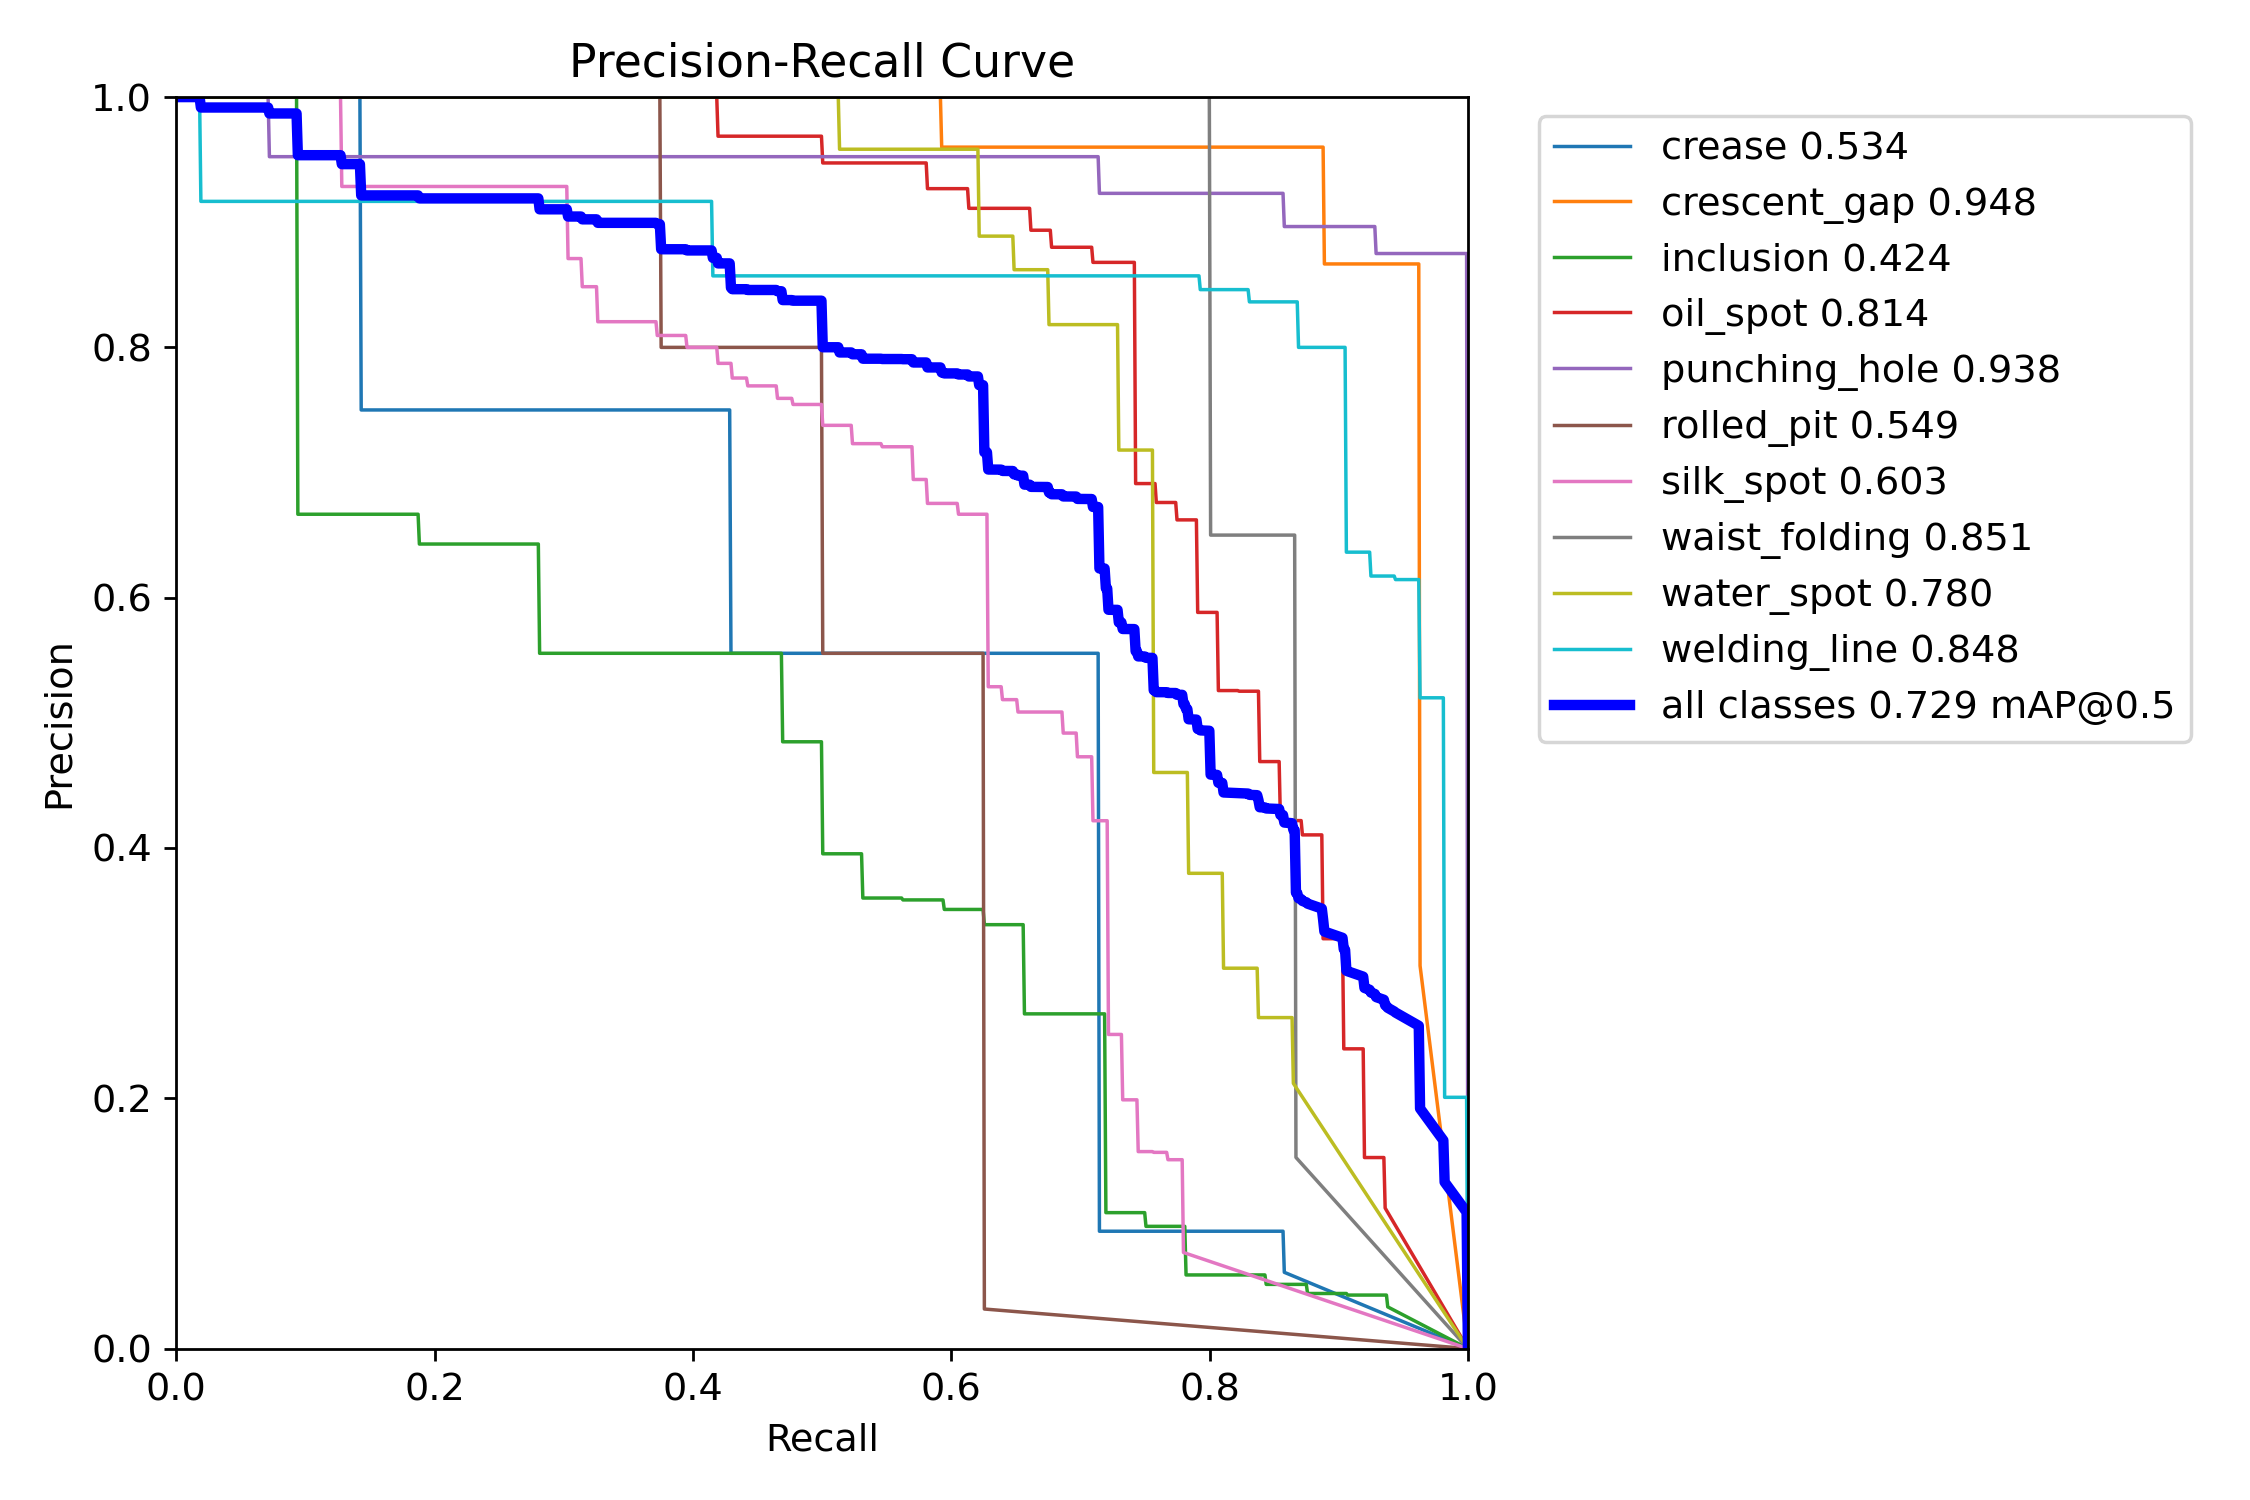 Precision-Recall Curve
1.0
0.8
0.6
0.4
0.2
0.0
Precision
0.0 0.2 0.4 0.6 0.8 1.0
Recall
crease 0.534
crescent_gap 0.948
inclusion 0.424
oil_spot 0.814
punching_hole 0.938
rolled_pit 0.549
silk_spot 0.603
waist_folding 0.851
water_spot 0.780
welding_line 0.848
all classes 0.729 mAP@0.5